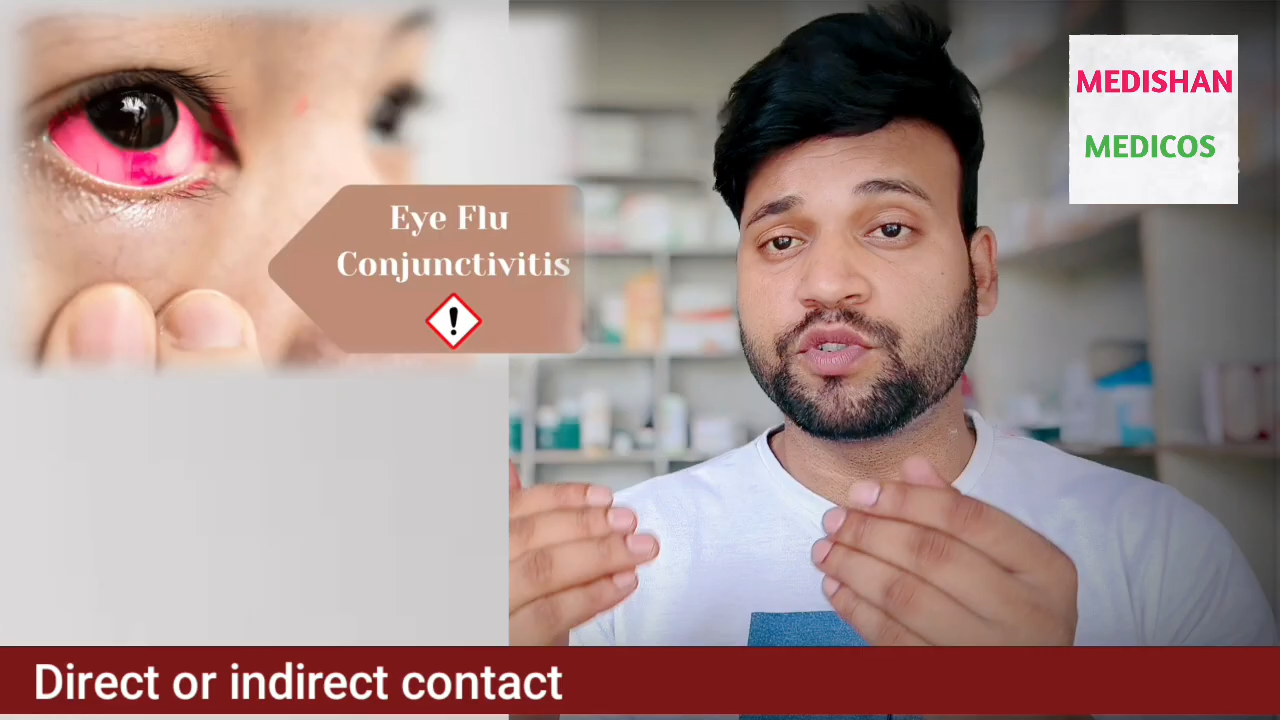 Eye Flu
Conjunctivitis
!
MEDISHAN
MEDICOS
Direct or indirect contact